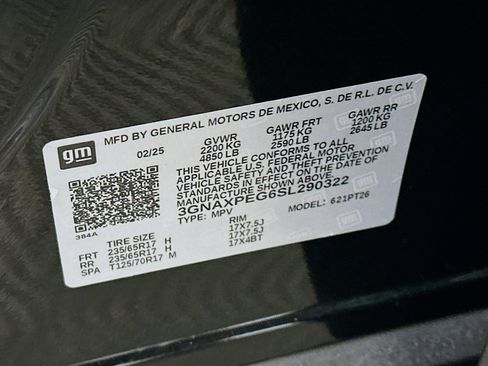 gm
MFD BY GENERAL MOTORS DE MEXICO, S. DE R.L. DE C.V.
02/25 GVWR GAWR FRT GAWR RR
2200 KG 1175 KG 1200 KG
4850 LB 2590 LB 2645 LB
THIS VEHICLE CONFORMS TO ALL
APPLICABLE U.S. FEDERAL MOTOR
VEHICLE SAFETY AND THEFT PREVENTION
STANDARDS IN EFFECT ON THE DATE OF
MANUFACTURE SHOWN ABOVE.
3GNAXPEG6SL290322
TYPE: MPV MODEL: 621PT26
384A
TIRE SIZE RIM
FRT 235/65R17 H 17X7.5J
RR 235/65R17 H 17X7.5J
SPA T125/70R17 M 17X4BT